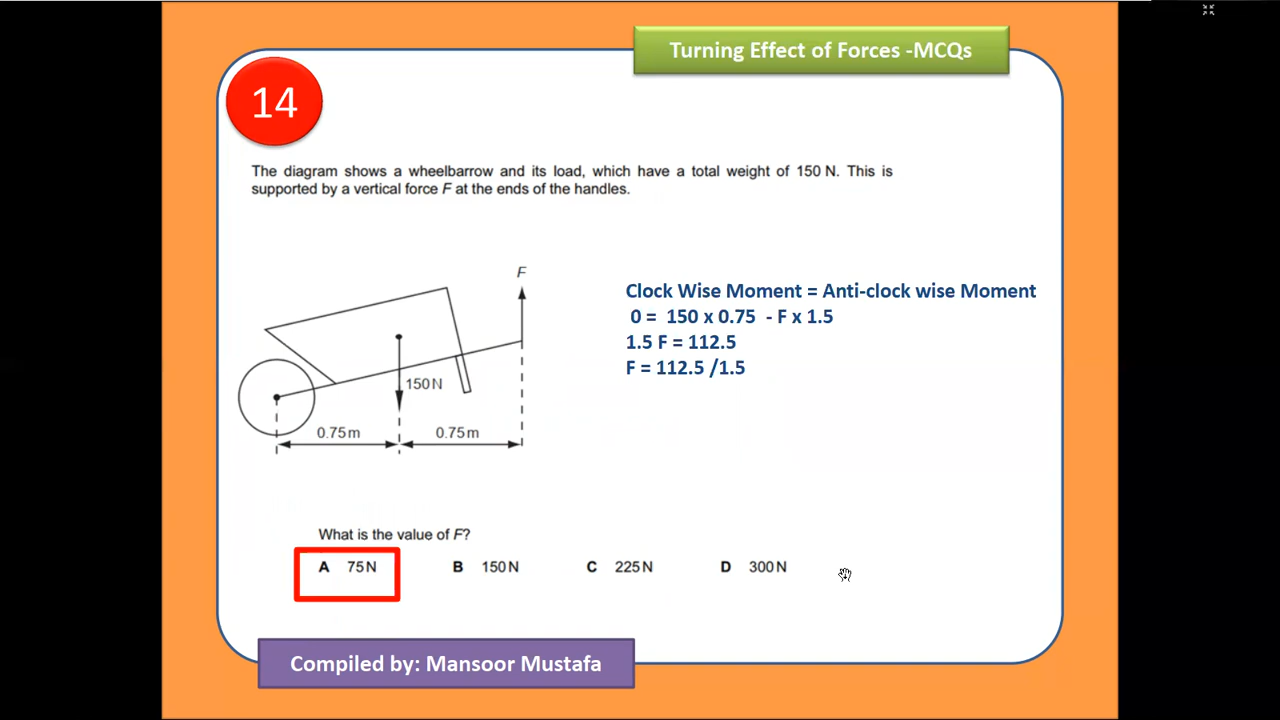 Turning Effect of Forces -MCQs
14
The diagram shows a wheelbarrow and its load, which have a total weight of 150 N. This is
supported by a vertical force F at the ends of the handles.
F
150 N
0.75 m
0.75 m
Clock Wise Moment = Anti-clock wise Moment
0 = 150 x 0.75 - F x 1.5
1.5 F = 112.5
F = 112.5 /1.5
What is the value of F?
A 75 N B 150 N C 225 N D 300 N
Compiled by: Mansoor Mustafa